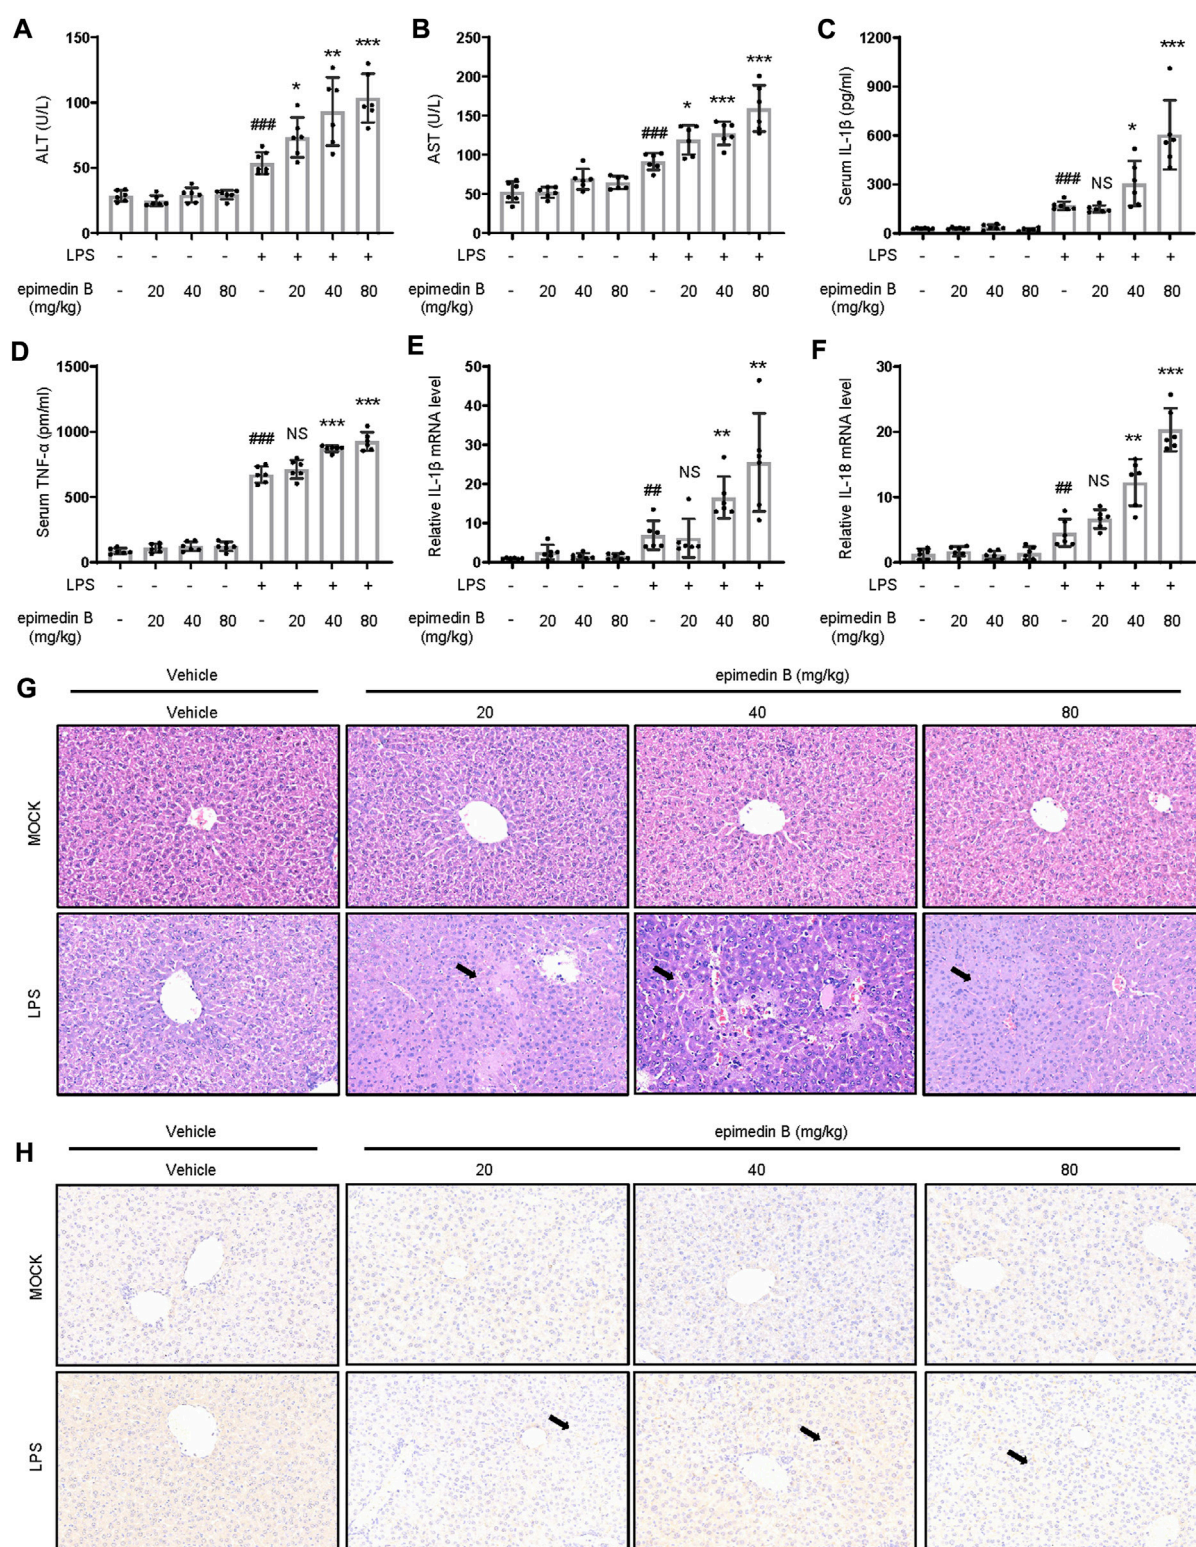 A
ALT (U/L)
150
100
50
0
###
*
**
***
LPS - - - - + + + +
epimedin B - 20 40 80 - 20 40 80
(mg/kg)
B
AST (U/L)
250
200
150
100
50
0
###
*
***
***
LPS - - - - + + + +
epimedin B - 20 40 80 - 20 40 80
(mg/kg)
C
Serum IL-1β (pg/ml)
1200
900
600
300
0
###
NS
*
***
LPS - - - - + + + +
epimedin B - 20 40 80 - 20 40 80
(mg/kg)
D
Serum TNF-α (pm/ml)
1500
1000
500
0
###
NS
***
***
LPS - - - - + + + +
epimedin B - 20 40 80 - 20 40 80
(mg/kg)
E
Relative IL-1β mRNA level
50
40
30
20
10
0
##
NS
**
**
LPS - - - - + + + +
epimedin B - 20 40 80 - 20 40 80
(mg/kg)
F
Relative IL-18 mRNA level
30
20
10
0
##
NS
**
***
LPS - - - - + + + +
epimedin B - 20 40 80 - 20 40 80
(mg/kg)
G
Vehicle epimedin B (mg/kg)
Vehicle 20 40 80
MOCK
LPS
H
Vehicle epimedin B (mg/kg)
Vehicle 20 40 80
MOCK
LPS